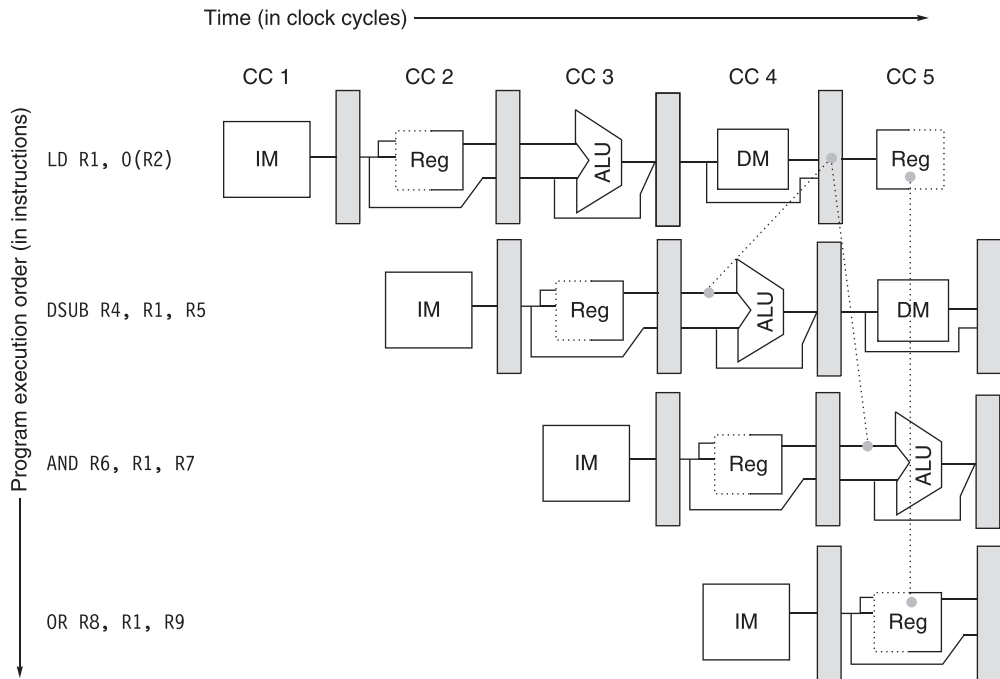 Time (in clock cycles)
CC 1 CC 2 CC 3 CC 4 CC 5
Program execution order (in instructions)
LD R1, 0(R2)
IM Reg ALU DM Reg
DSUB R4, R1, R5
IM Reg ALU DM
AND R6, R1, R7
IM Reg ALU
OR R8, R1, R9
IM Reg